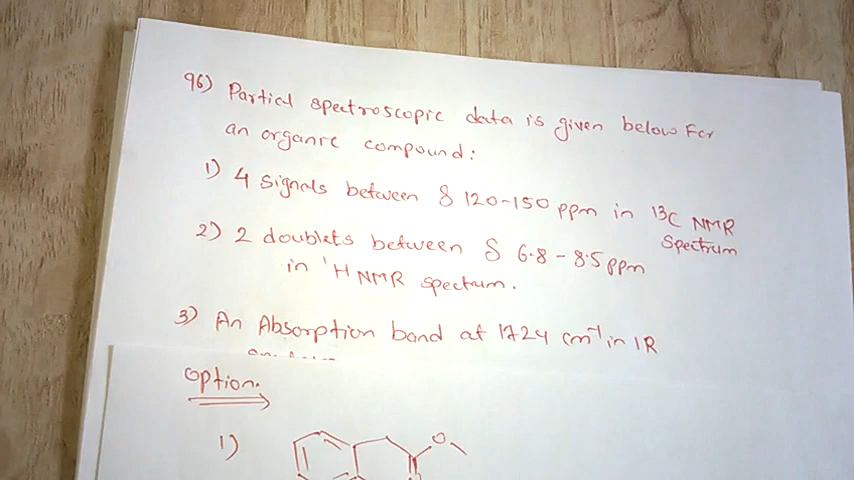 96) Partial spectroscopic data is given below For
an organic compound:
1) 4 signals between δ 120-150 ppm in 13C NMR
spectrum
2) 2 doublets between δ 6.8 - 8.5 ppm
in 1H NMR spectrum.
3) An Absorption band at 1724 cm-1 in IR
option.
1)
O